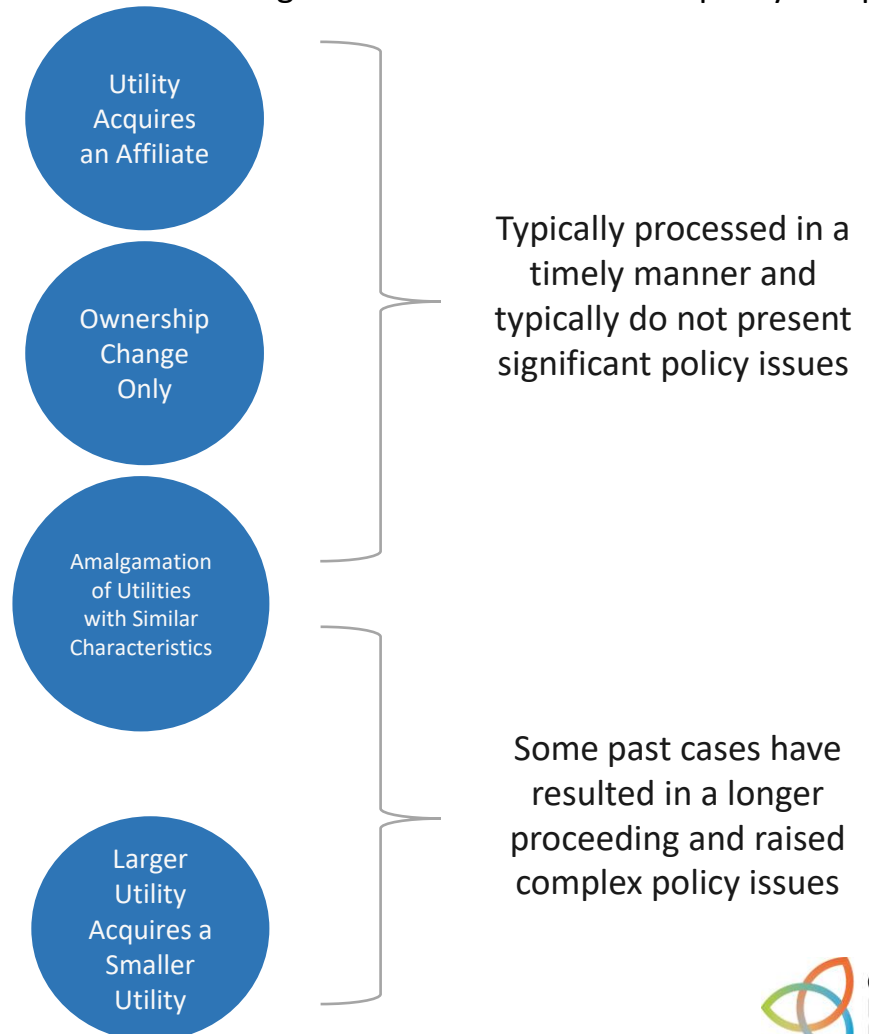 Utility
Acquires
an Affiliate
Ownership
Change
Only
Typically processed in a
timely manner and
typically do not present
significant policy issues
Amalgamation
of Utilities
with Similar
Characteristics
Larger
Utility
Acquires a
Smaller
Utility
Some past cases have
resulted in a longer
proceeding and raised
complex policy issues